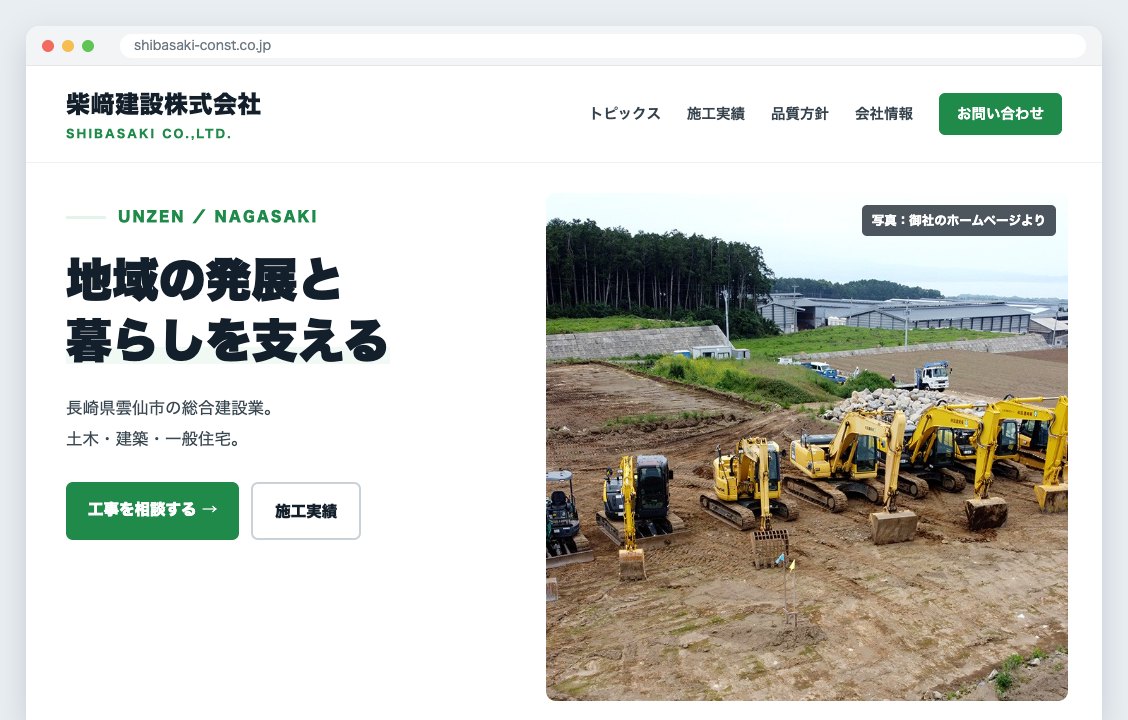 shibasaki-const.co.jp
柴﨑建設株式会社
SHIBASAKI CO.,LTD.
トピックス
施工実績
品質方針
会社情報
お問い合わせ
UNZEN ／ NAGASAKI
地域の発展と
暮らしを支える
長崎県雲仙市の総合建設業。
土木・建築・一般住宅。
工事を相談する →
施工実績
写真：御社のホームページより